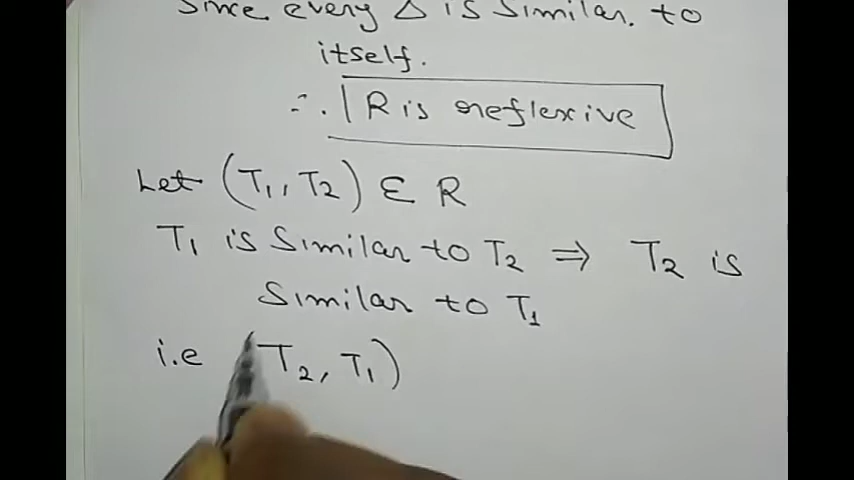 Since every Δ is similar to
itself.
∴ R is reflexive
Let (T₁, T₂) ∈ R
T₁ is similar to T₂ ⇒ T₂ is
Similar to T₁
i.e (T₂, T₁)